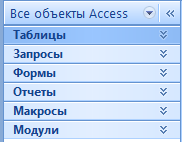 Все объекты Access
Таблицы
Запросы
Формы
Отчеты
Макросы
Модули